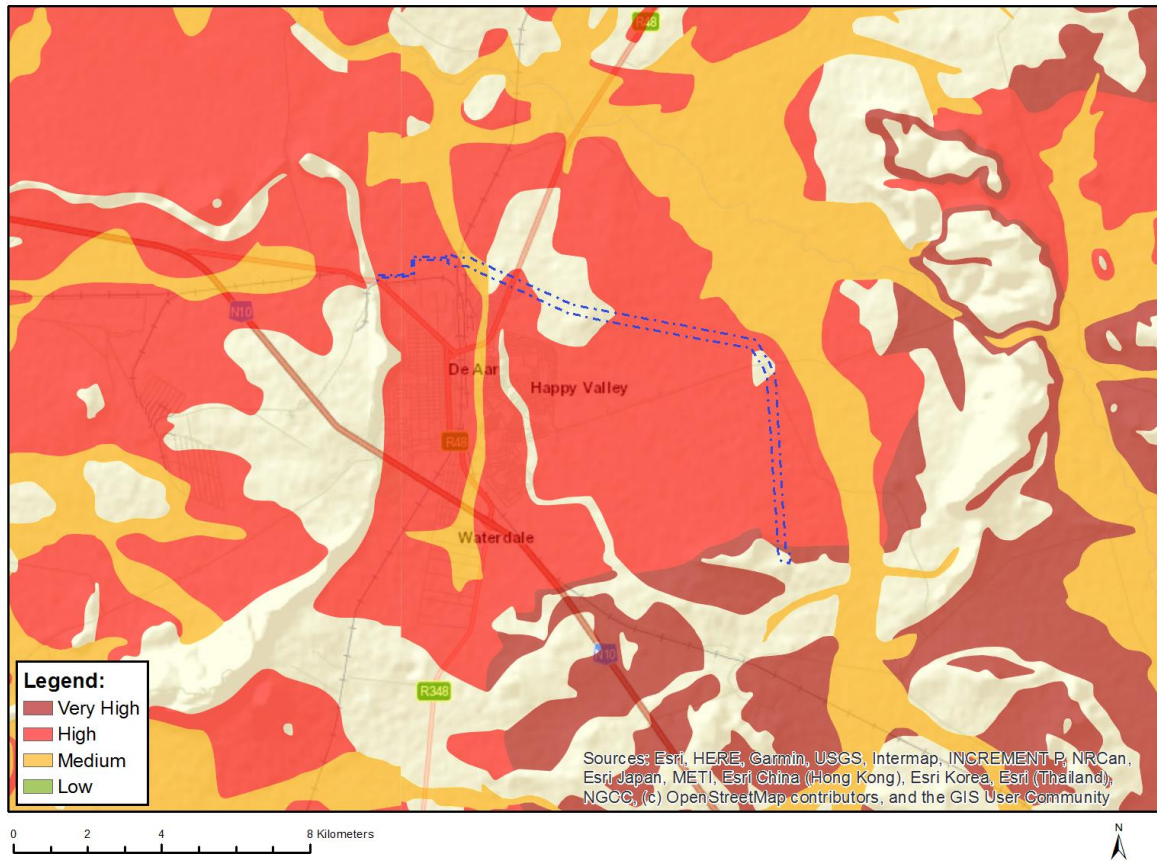 R48
N10
De Aar
Happy Valley
R48
Waterdale
N10
R348
Legend:
Very High
High
Medium
Low
Sources: Esri, HERE, Garmin, USGS, Intermap, INCREMENT P, NRCan,
Esri Japan, METI, Esri China (Hong Kong), Esri Korea, Esri (Thailand),
NGCC, (c) OpenStreetMap contributors, and the GIS User Community
0 2 4 8 Kilometers
N